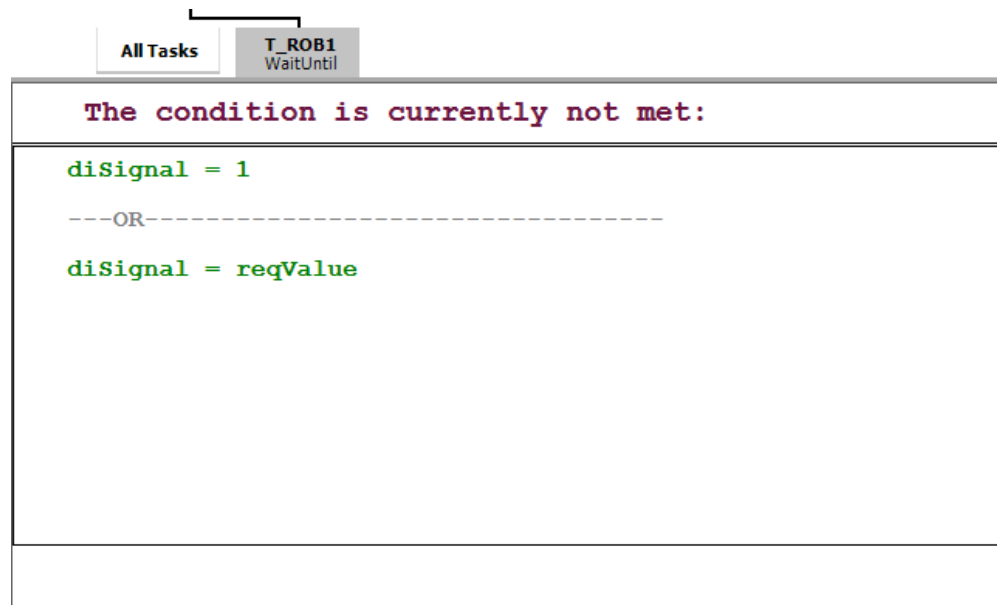 All Tasks
T_ROB1
WaitUntil
The condition is currently not met:
diSignal = 1
---OR----------------------------------
diSignal = reqValue